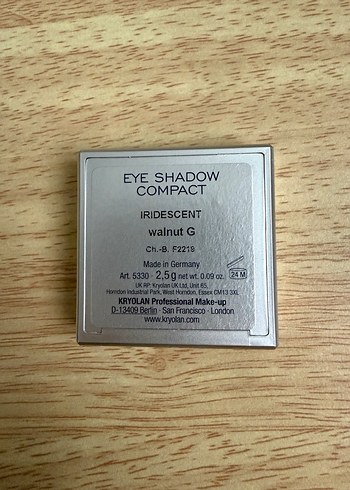 EYE SHADOW
COMPACT
IRIDESCENT
walnut G
Ch.-B. F2219
Made in Germany
Art. 5330 · 2,5 g net wt. 0.09 oz.
24 M
UK RP: Kryolan UK Ltd, Unit 65,
Horndon Industrial Park, West Horndon, Essex CM13 3XL
KRYOLAN Professional Make-up
D-13409 Berlin · San Francisco · London
www.kryolan.com